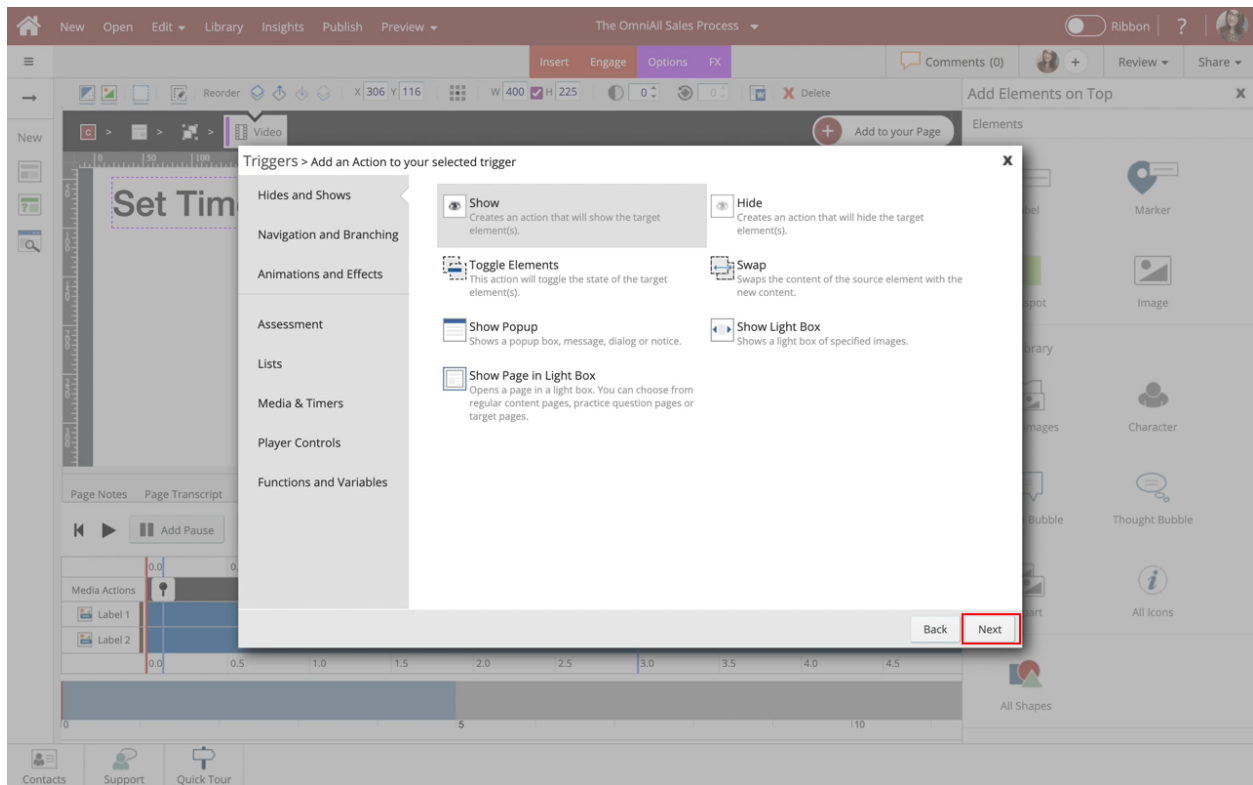 New Open Edit Library Insights Publish Preview The OmniAll Sales Process Ribbon ?
Insert Engage Options FX Comments (0) + Review Share
Reorder X 306 Y 116 W 400 H 225 0 0 X Delete Add Elements on Top X
New C > > > Video + Add to your Page Elements
0 50 100
Set Tim
Triggers > Add an Action to your selected trigger X
Hides and Shows
Navigation and Branching
Animations and Effects
Assessment
Lists
Media & Timers
Player Controls
Functions and Variables
Show
Creates an action that will show the target
element(s).
Hide
Creates an action that will hide the target
element(s).
Toggle Elements
This action will toggle the state of the target
element(s).
Swap
Swaps the content of the source element with the
new content.
Show Popup
Shows a popup box, message, dialog or notice.
Show Light Box
Shows a light box of specified images.
Show Page in Light Box
Opens a page in a light box. You can choose from
regular content pages, practice question pages or
target pages.
Back Next
Marker
Image
Character
Bubble Thought Bubble
All Icons
All Shapes
Page Notes Page Transcript
Add Pause
0.0
Media Actions
Label 1
Label 2
0.0 0.5 1.0 1.5 2.0 2.5 3.0 3.5 4.0 4.5
0 5 10
Contacts Support Quick Tour